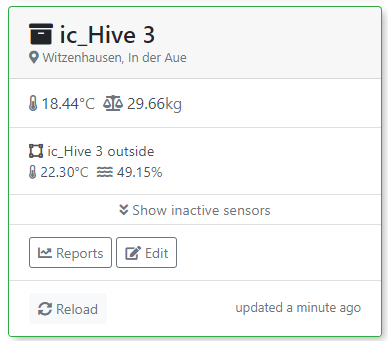 ic_Hive 3
Witzenhausen, In der Aue
18.44°C 29.66kg
ic_Hive 3 outside
22.30°C 49.15%
Show inactive sensors
Reports Edit
Reload updated a minute ago